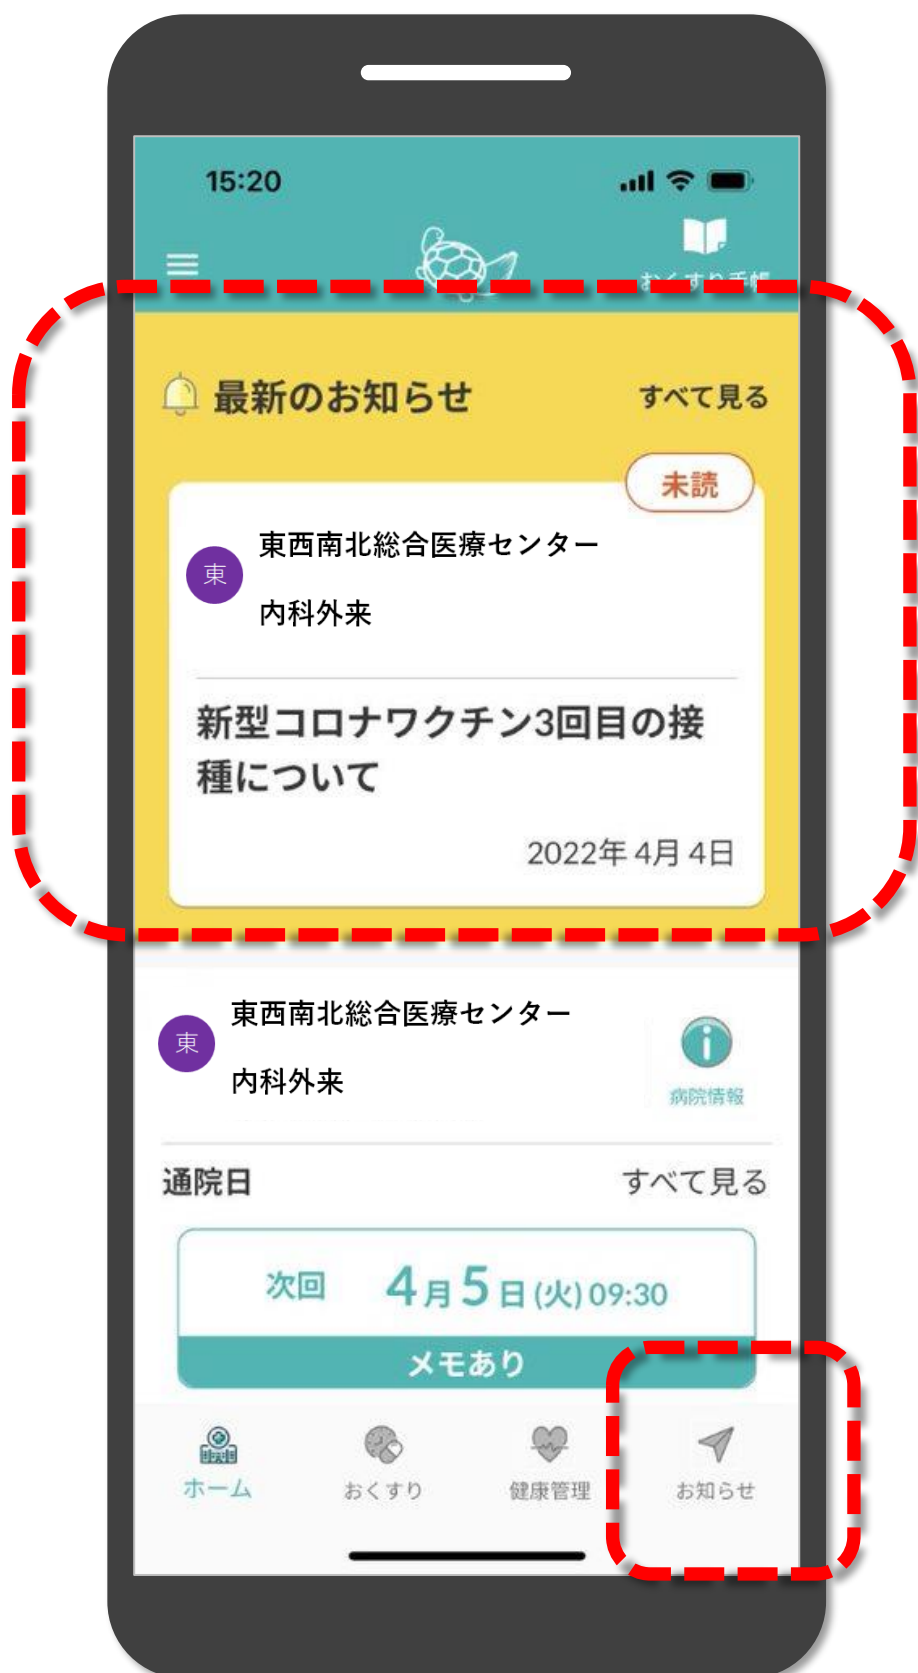 15:20
おくすり手帳
最新のお知らせ すべて見る
未読
東西南北総合医療センター
東
内科外来
新型コロナワクチン3回目の接
種について
2022年 4月 4日
東西南北総合医療センター
東
内科外来
病院情報
通院日 すべて見る
次回 4月5日(火) 09:30
メモあり
ホーム おくすり 健康管理 お知らせ